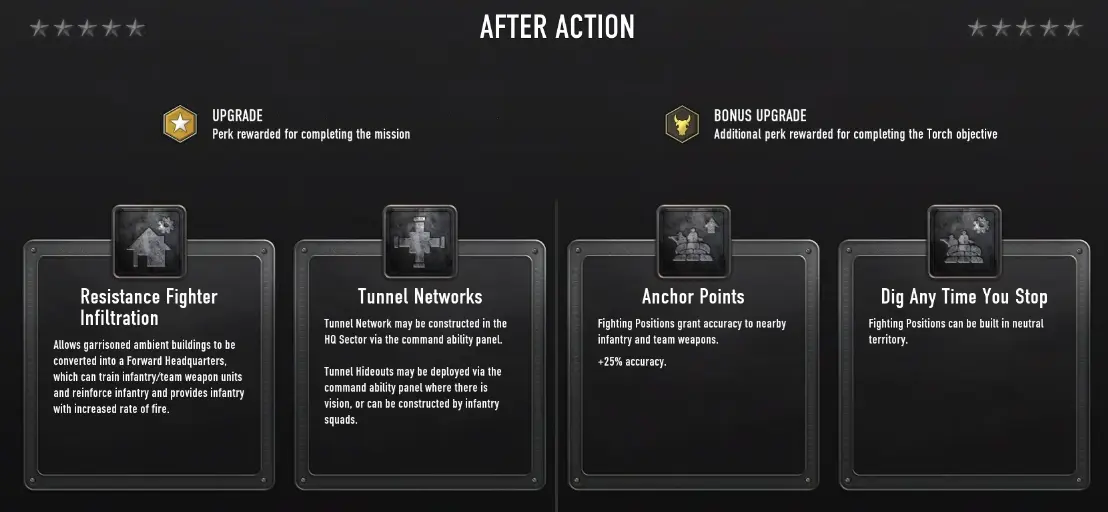 AFTER ACTION
UPGRADE
Perk rewarded for completing the mission
BONUS UPGRADE
Additional perk rewarded for completing the Torch objective
Resistance Fighter
Infiltration
Allows garrisoned ambient buildings to be
converted into a Forward Headquarters,
which can train infantry/team weapon units
and reinforce infantry and provides infantry
with increased rate of fire.
Tunnel Networks
Tunnel Network may be constructed in the
HQ Sector via the command ability panel.
Tunnel Hideouts may be deployed via the
command ability panel where there is
vision, or can be constructed by infantry
squads.
Anchor Points
Fighting Positions grant accuracy to nearby
infantry and team weapons.
+25% accuracy.
Dig Any Time You Stop
Fighting Positions can be built in neutral
territory.